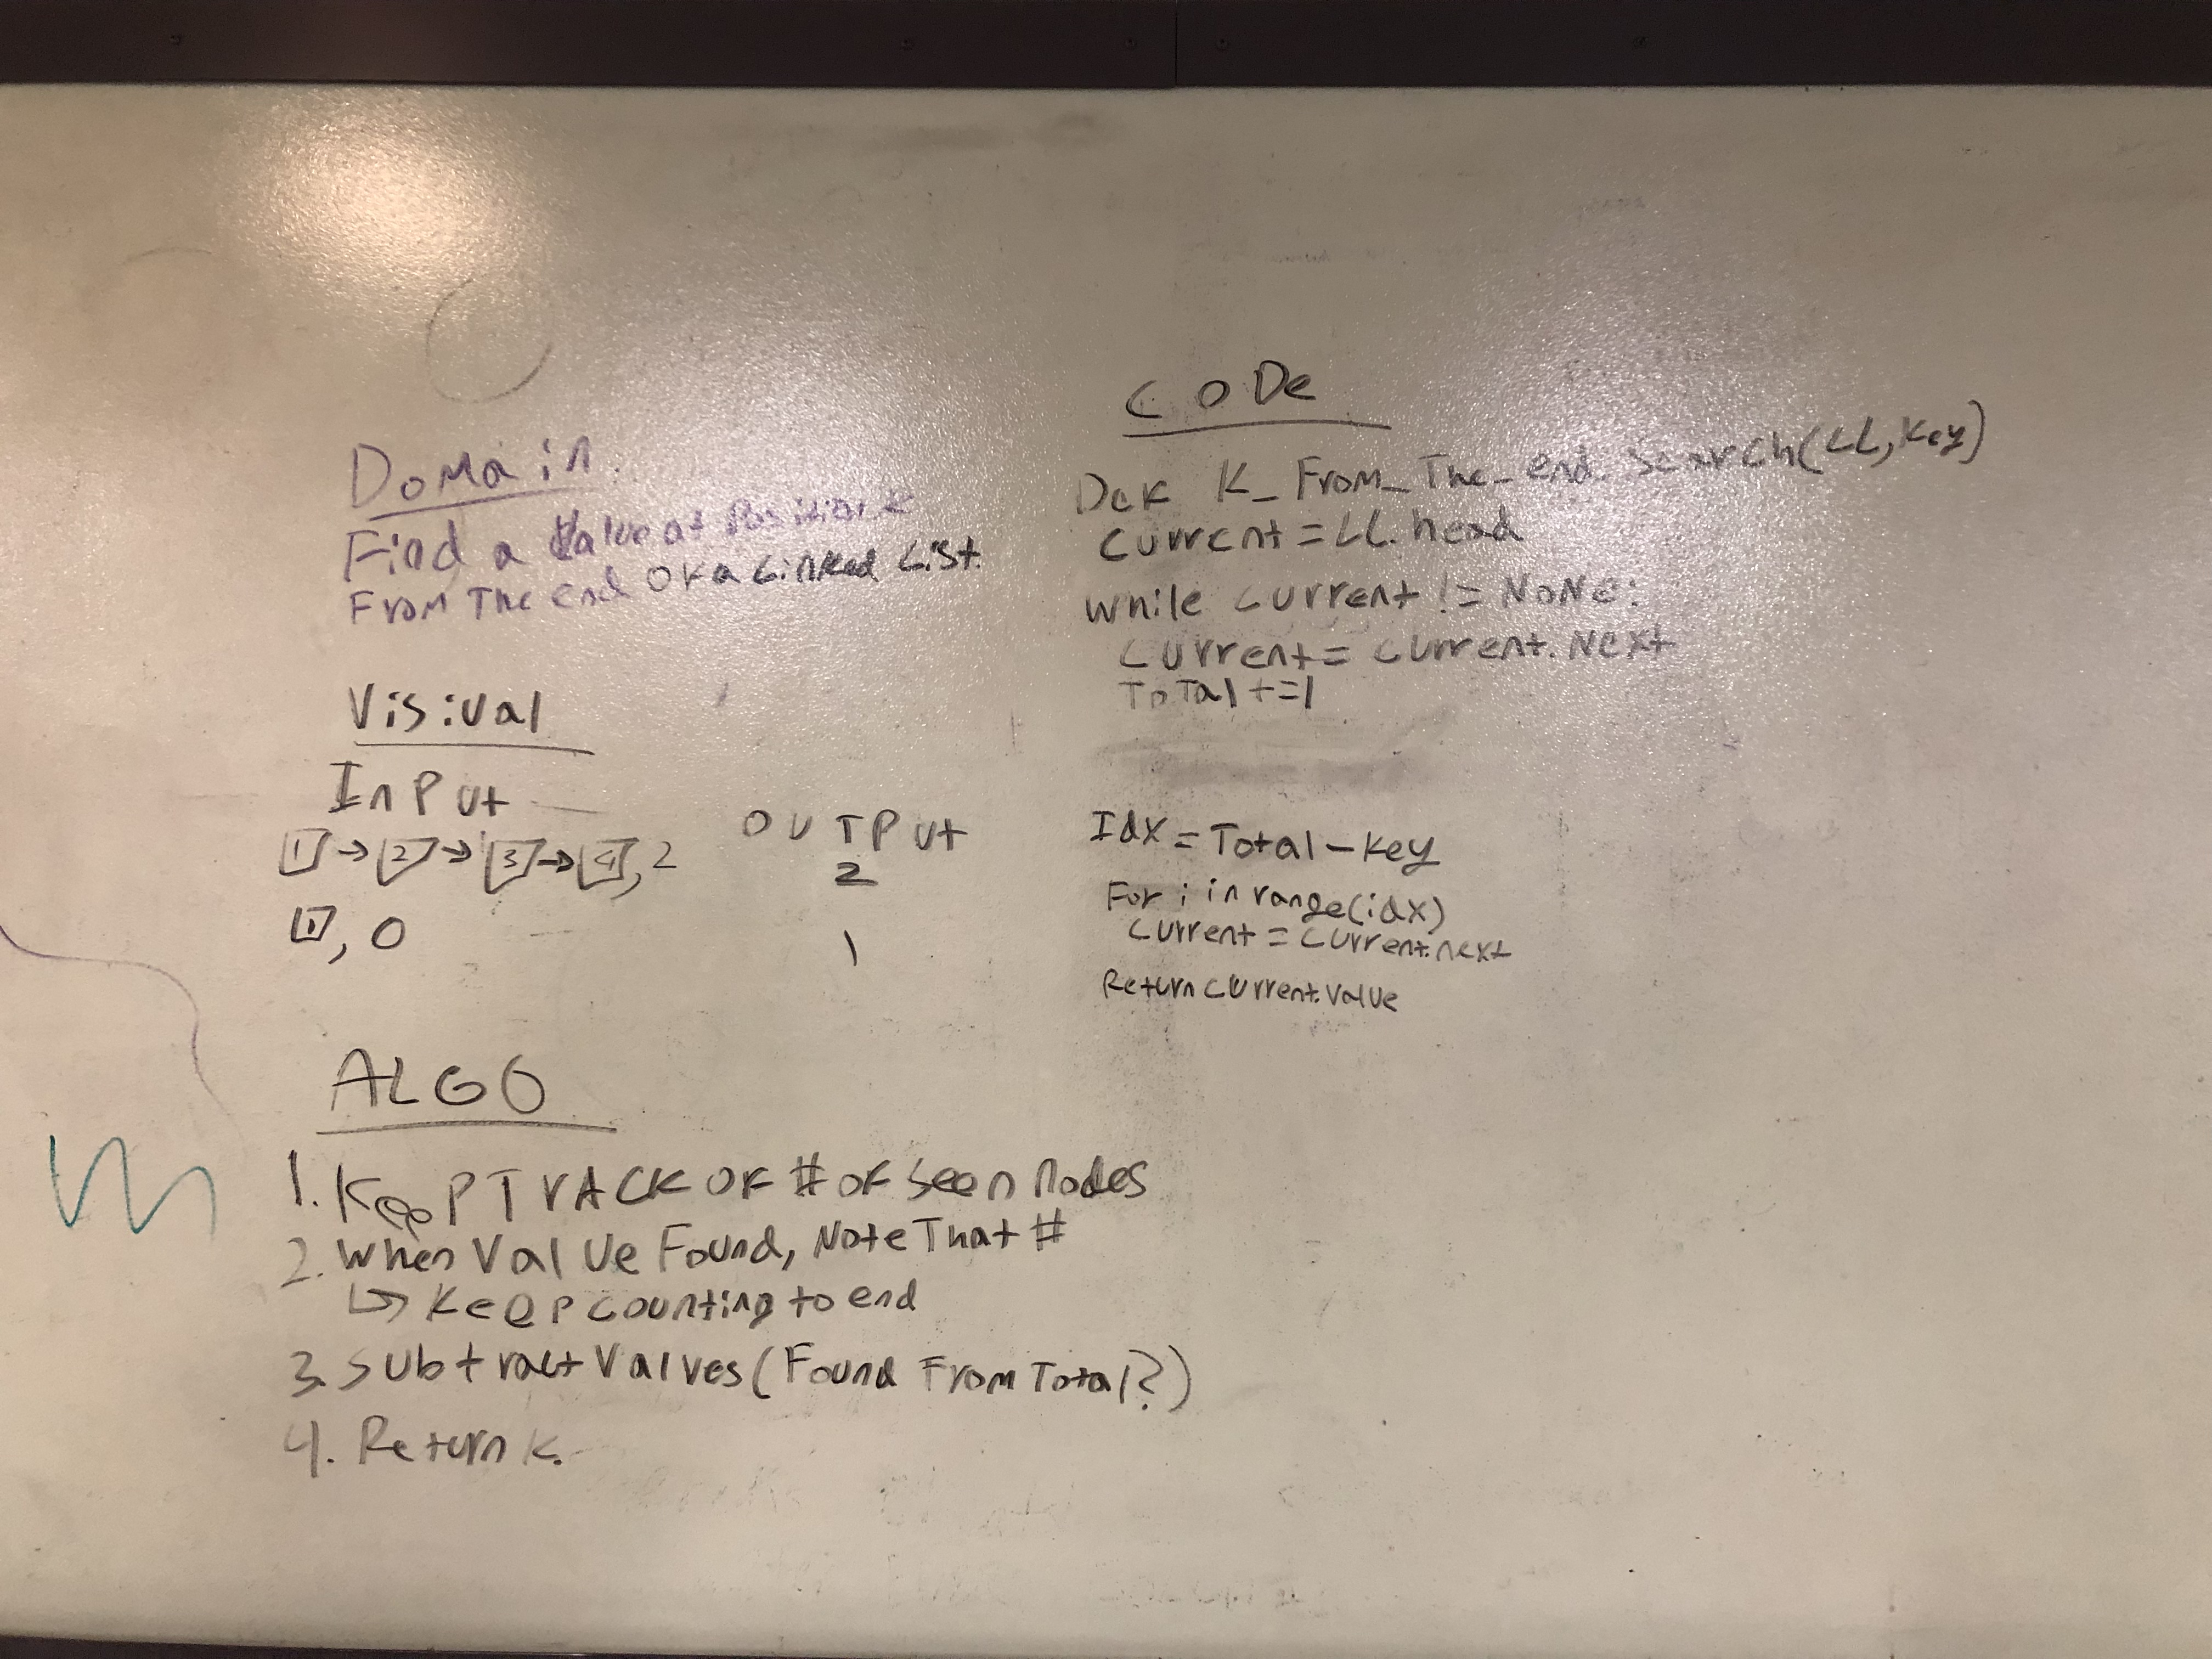 Domain
Find a Value at Position K
From The end OF a Linked List.
Visiual
InPut
1 → 2 → 3 → 4, 2
1, 0
OUTPUt
2
1
ALGO
1. Keep TrACK OF # OF Seen Nodes
2. When Value Found, Note That #
↳ Keep counting to end
3. Subtract Values (Found From Total?)
4. Return K.
CODe
DeF K_From_The_end_Search(LL, Key)
Current = LL.head
While current != NONe:
Current = Current.Next
ToTal +=1
Idx = Total - Key
For i in range(idx)
Current = Current.next
Return current.Value